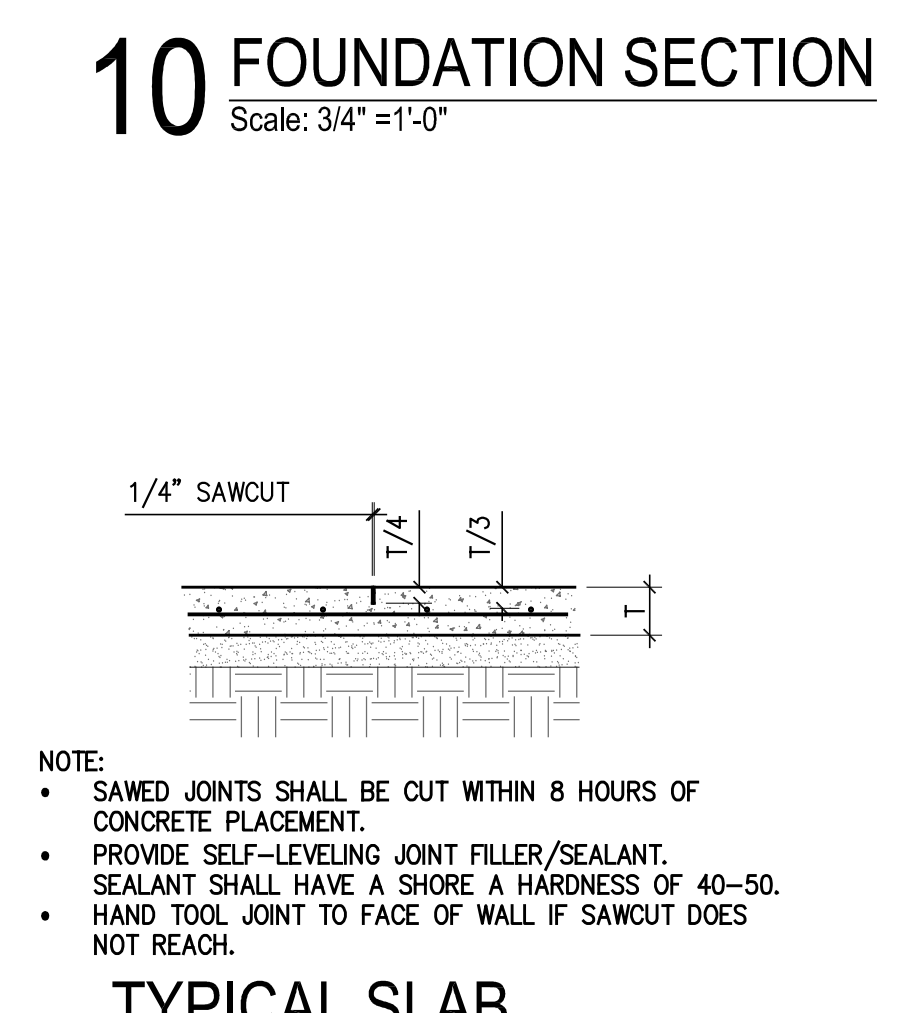 10 FOUNDATION SECTION
Scale: 3/4" =1'-0"
1/4" SAWCUT
T/4
T/3
T
NOTE:
• SAWED JOINTS SHALL BE CUT WITHIN 8 HOURS OF
CONCRETE PLACEMENT.
• PROVIDE SELF-LEVELING JOINT FILLER/SEALANT.
SEALANT SHALL HAVE A SHORE A HARDNESS OF 40-50.
• HAND TOOL JOINT TO FACE OF WALL IF SAWCUT DOES
NOT REACH.
TYPICAL SLAB